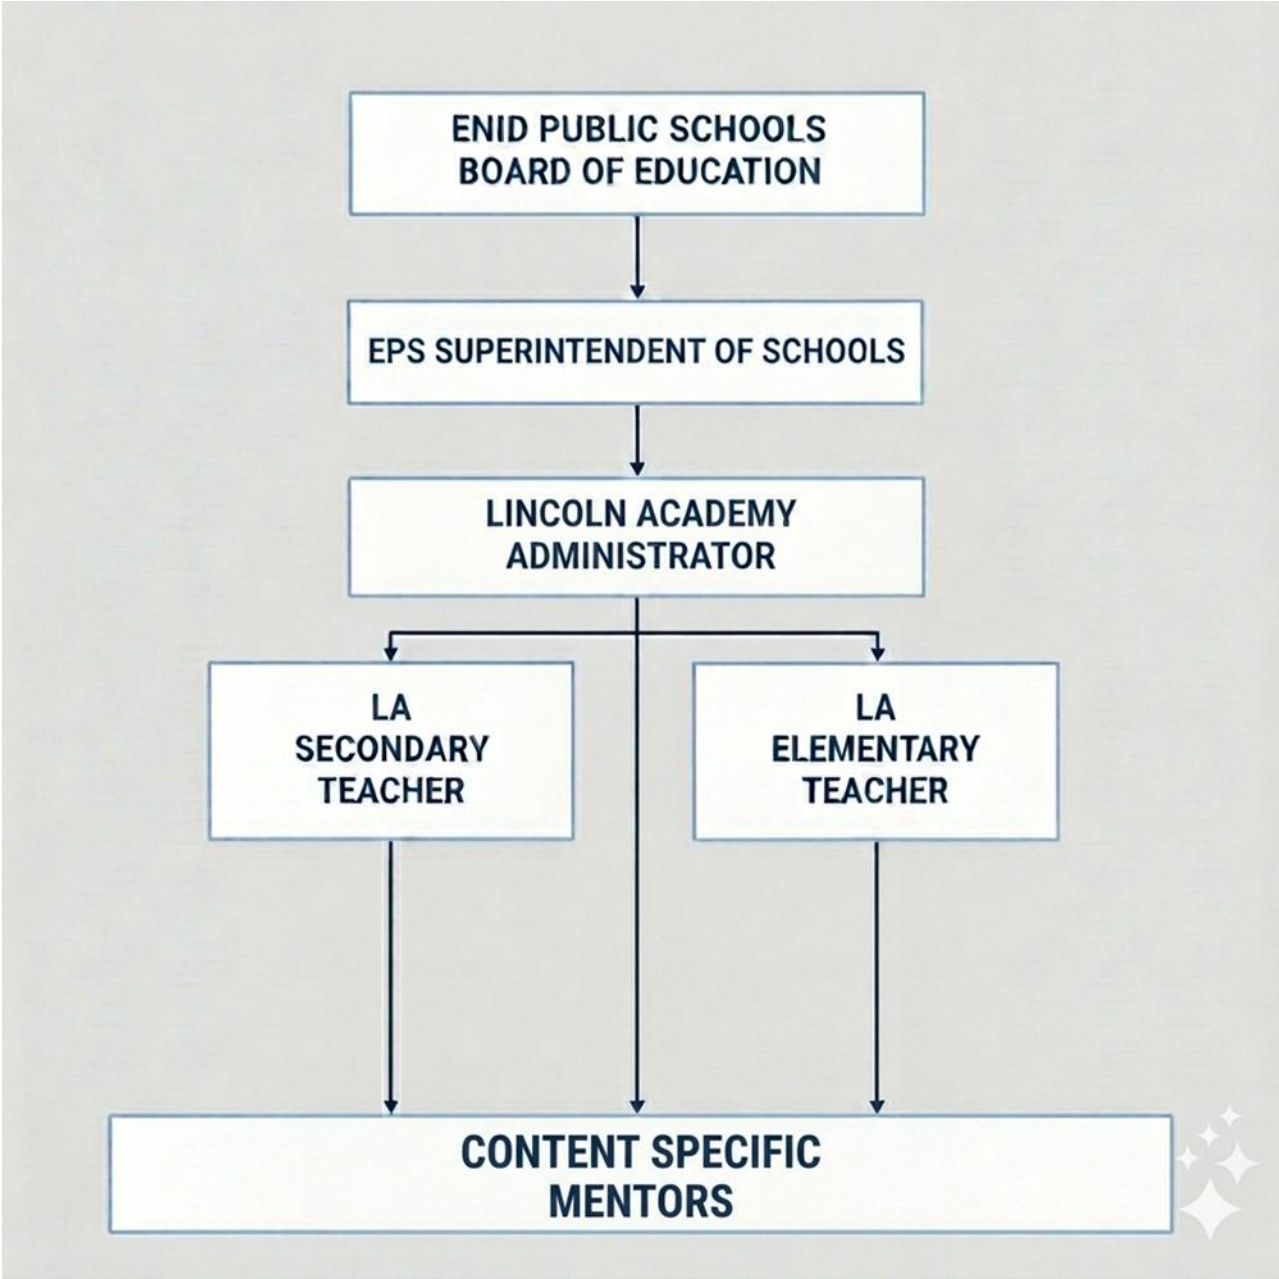 ENID PUBLIC SCHOOLS
BOARD OF EDUCATION
EPS SUPERINTENDENT OF SCHOOLS
LINCOLN ACADEMY
ADMINISTRATOR
LA
SECONDARY
TEACHER
LA
ELEMENTARY
TEACHER
CONTENT SPECIFIC
MENTORS